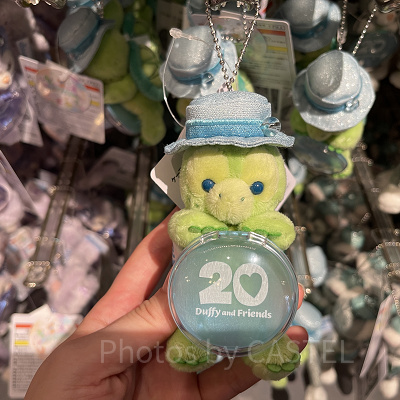 20
Duffy and Friends
Photos by CASTEL